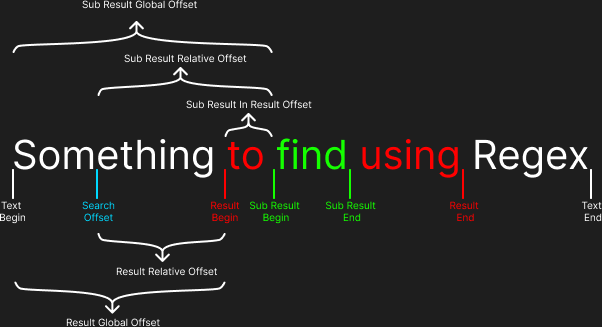 Sub Result Global Offset
Sub Result Relative Offset
Sub Result In Result Offset
Something to find using Regex
Text Begin
Search Offset
Result Begin
Sub Result Begin
Sub Result End
Result End
Text End
Result Relative Offset
Result Global Offset